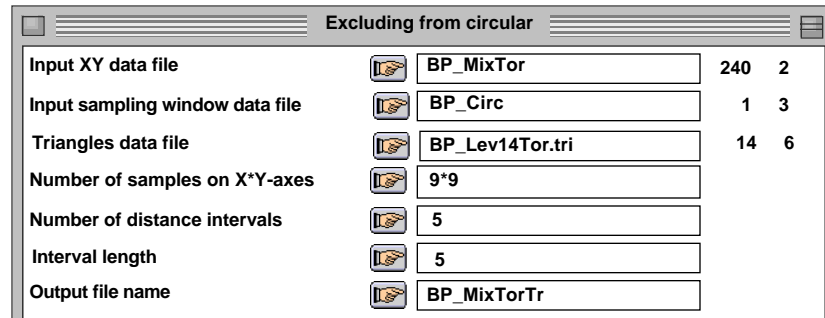 Excluding from circular
Input XY data file BP_MixTor 240 2
Input sampling window data file BP_Circ 1 3
Triangles data file BP_Lev14Tor.tri 14 6
Number of samples on X*Y-axes 9*9
Number of distance intervals 5
Interval length 5
Output file name BP_MixTorTr